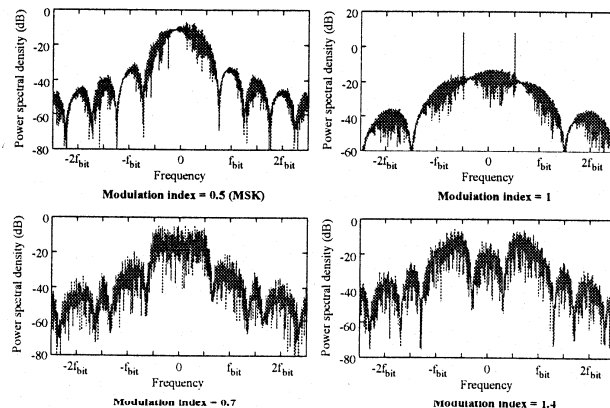 Power spectral density (dB)
0
-20
-40
-60
-80
-2f_bit
-f_bit
0
f_bit
2f_bit
Frequency
Modulation index = 0.5 (MSK)
Power spectral density (dB)
20
0
-20
-40
-60
-2f_bit
-f_bit
0
f_bit
2f_bit
Frequency
Modulation index = 1
Power spectral density (dB)
0
-20
-40
-60
-80
-2f_bit
-f_bit
0
f_bit
2f_bit
Frequency
Modulation index = 0.7
Power spectral density (dB)
0
-20
-40
-60
-80
-2f_bit
-f_bit
0
f_bit
2f_bit
Frequency
Modulation index = 1.4